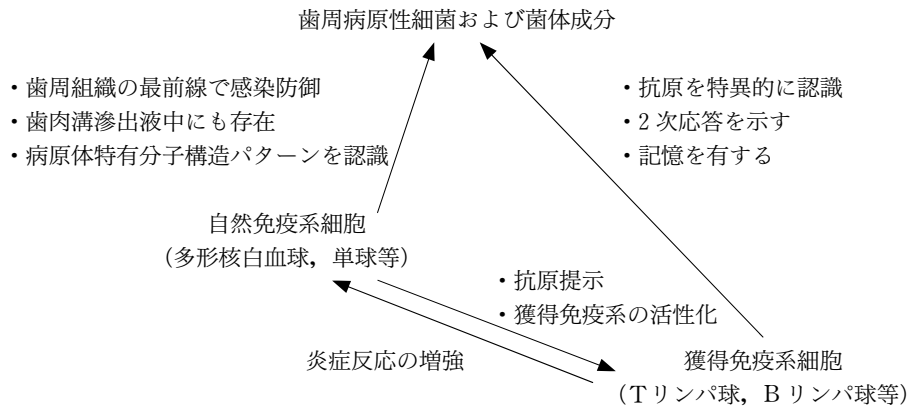 歯周病原性細菌および菌体成分
・歯周組織の最前線で感染防御
・歯肉溝滲出液中にも存在
・病原体特有分子構造パターンを認識
・抗原を特異的に認識
・2 次応答を示す
・記憶を有する
自然免疫系細胞
（多形核白血球，単球等）
・抗原提示
・獲得免疫系の活性化
炎症反応の増強
獲得免疫系細胞
（T リンパ球，B リンパ球等）